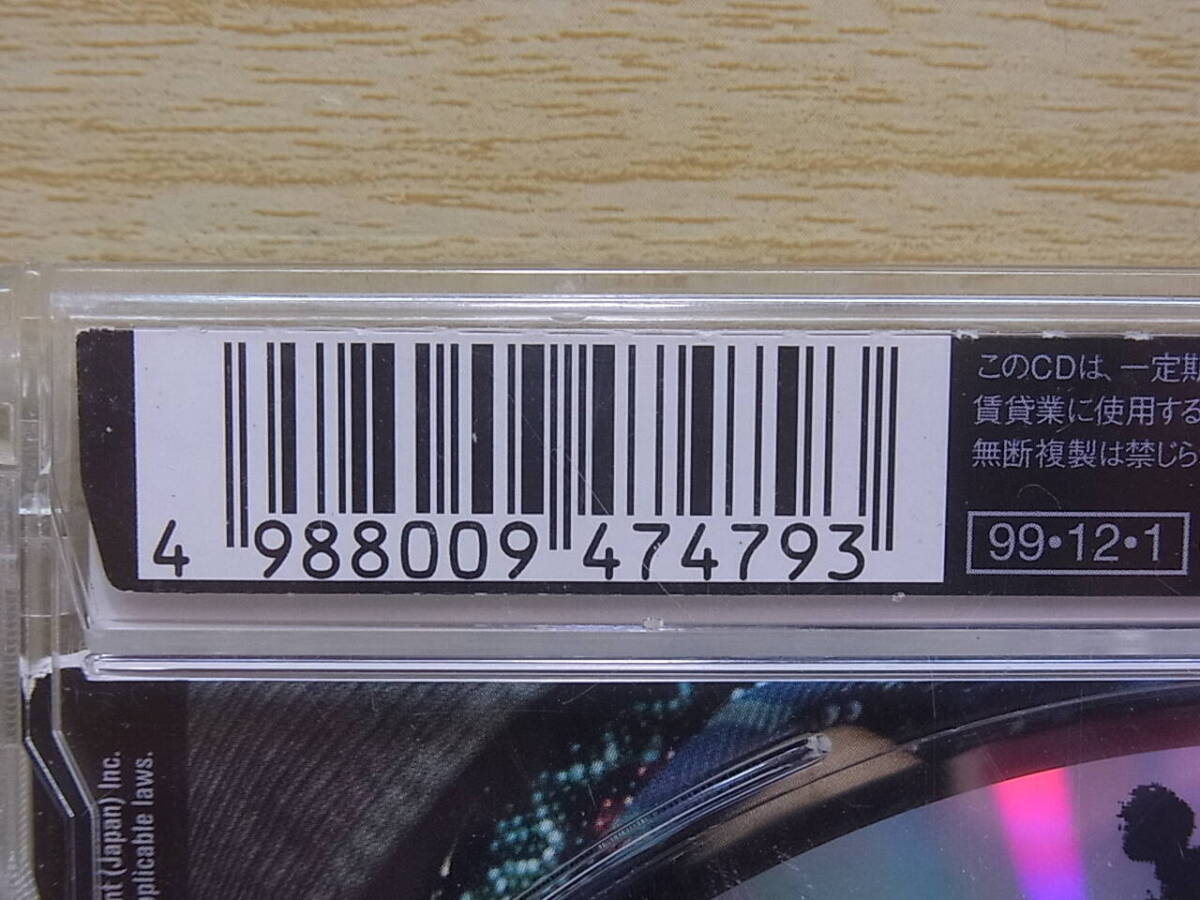 4 988009 474793
このCDは、一定期
賃貸業に使用する
無断複製は禁じら
99・12・1
nt (Japan) Inc.
pplicable laws.